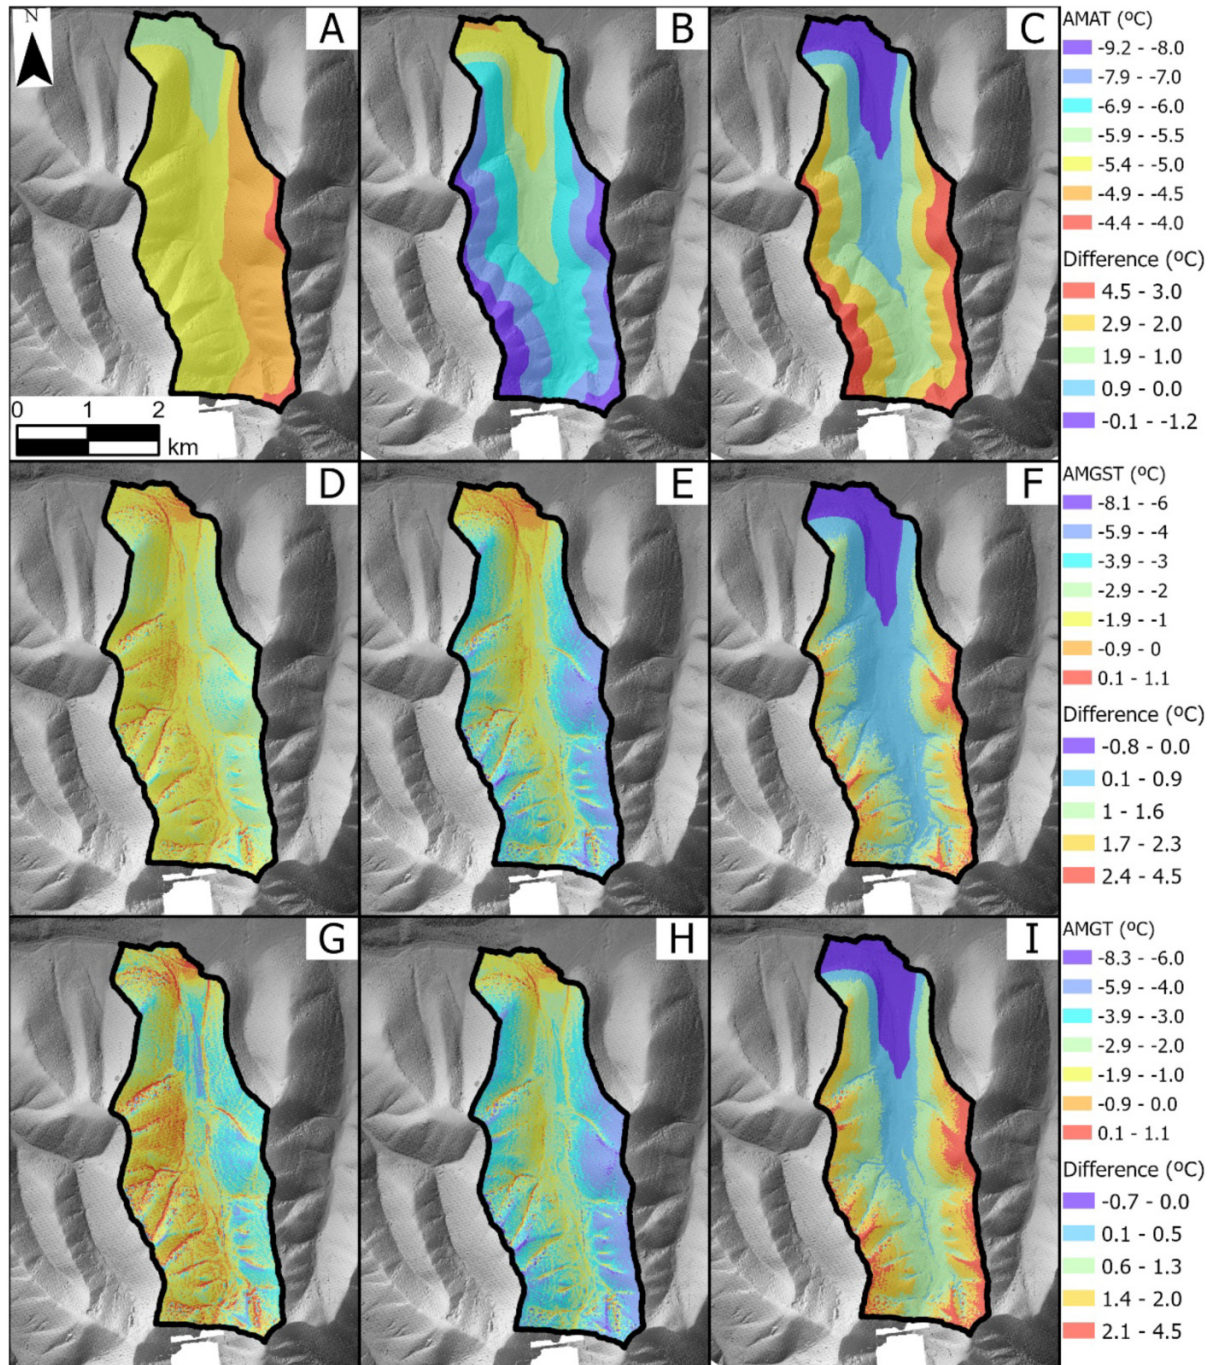 N
A
B
C
0 1 2
km
D
E
F
G
H
I
AMAT (ºC)
-9.2 - -8.0
-7.9 - -7.0
-6.9 - -6.0
-5.9 - -5.5
-5.4 - -5.0
-4.9 - -4.5
-4.4 - -4.0
Difference (ºC)
4.5 - 3.0
2.9 - 2.0
1.9 - 1.0
0.9 - 0.0
-0.1 - -1.2
AMGST (ºC)
-8.1 - -6
-5.9 - -4
-3.9 - -3
-2.9 - -2
-1.9 - -1
-0.9 - 0
0.1 - 1.1
Difference (ºC)
-0.8 - 0.0
0.1 - 0.9
1 - 1.6
1.7 - 2.3
2.4 - 4.5
AMGT (ºC)
-8.3 - -6.0
-5.9 - -4.0
-3.9 - -3.0
-2.9 - -2.0
-1.9 - -1.0
-0.9 - 0.0
0.1 - 1.1
Difference (ºC)
-0.7 - 0.0
0.1 - 0.5
0.6 - 1.3
1.4 - 2.0
2.1 - 4.5